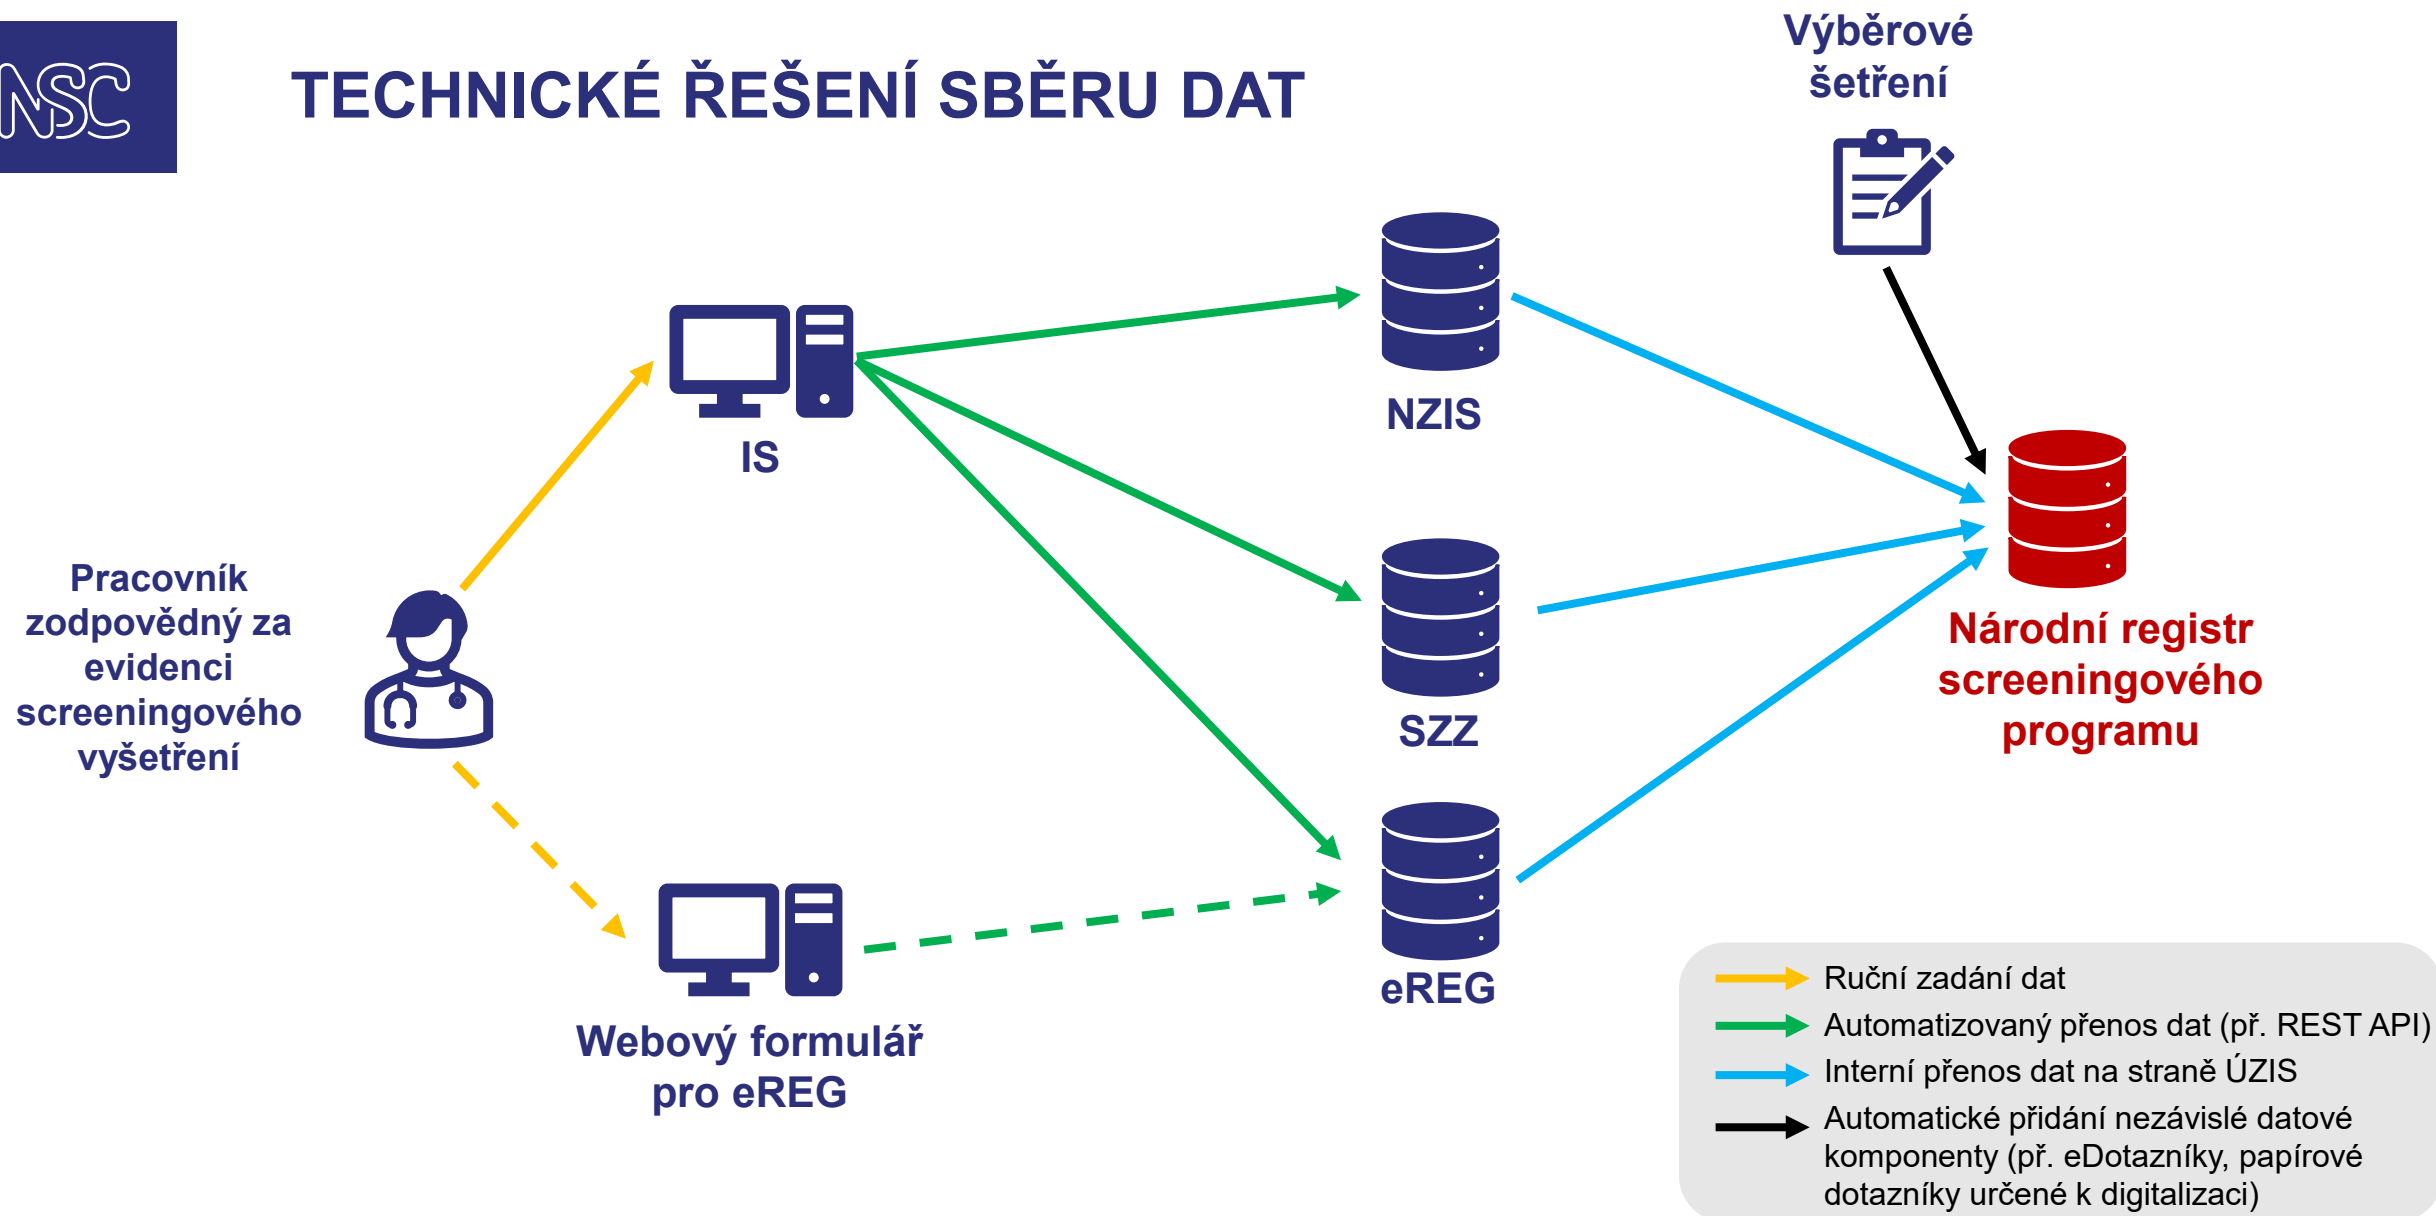 NSC
TECHNICKÉ ŘEŠENÍ SBĚRU DAT
Výběrové
šetření
NZIS
IS
Pracovník
zodpovědný za
evidenci
screeningového
vyšetření
SZZ
Národní registr
screeningového
programu
eREG
Webový formulář
pro eREG
Ruční zadání dat
Automatizovaný přenos dat (př. REST API)
Interní přenos dat na straně ÚZIS
Automatické přidání nezávislé datové
komponenty (př. eDotazníky, papírové
dotazníky určené k digitalizaci)